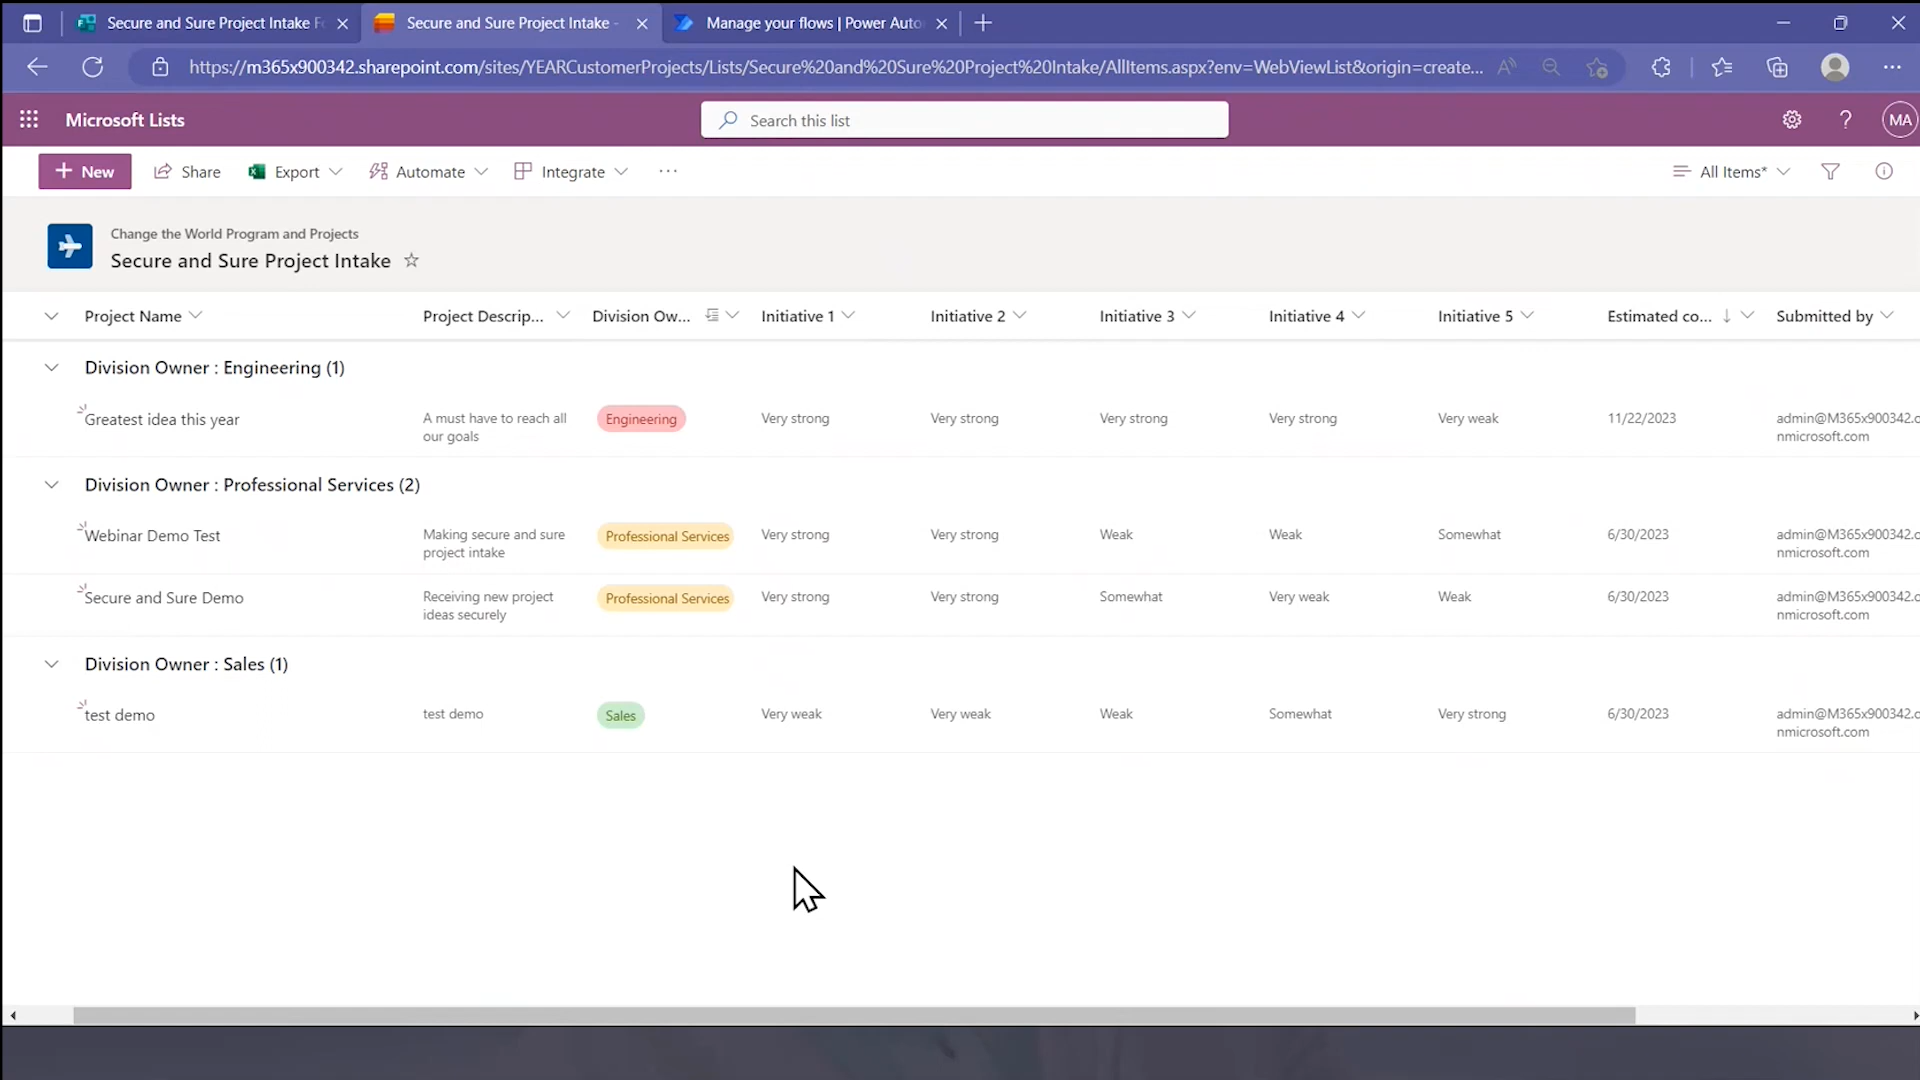 Secure and Sure Project Intake F
Secure and Sure Project Intake -
Manage your flows | Power Auto
https://m365x900342.sharepoint.com/sites/YEARCustomerProjects/Lists/Secure%20and%20Sure%20Project%20Intake/AllItems.aspx?env=WebViewList&origin=create...
Microsoft Lists
Search this list
MA
New
Share
Export
Automate
Integrate
All Items*
Change the World Program and Projects
Secure and Sure Project Intake
Project Name
Project Descrip...
Division Ow...
Initiative 1
Initiative 2
Initiative 3
Initiative 4
Initiative 5
Estimated co...
Submitted by
Division Owner : Engineering (1)
Greatest idea this year
A must have to reach all
our goals
Engineering
Very strong
Very strong
Very strong
Very strong
Very weak
11/22/2023
admin@M365x900342.o
nmicrosoft.com
Division Owner : Professional Services (2)
Webinar Demo Test
Making secure and sure
project intake
Professional Services
Very strong
Very strong
Weak
Weak
Somewhat
6/30/2023
admin@M365x900342.o
nmicrosoft.com
Secure and Sure Demo
Receiving new project
ideas securely
Professional Services
Very strong
Very strong
Somewhat
Very weak
Weak
6/30/2023
admin@M365x900342.o
nmicrosoft.com
Division Owner : Sales (1)
test demo
test demo
Sales
Very weak
Very weak
Weak
Somewhat
Very strong
6/30/2023
admin@M365x900342.o
nmicrosoft.com